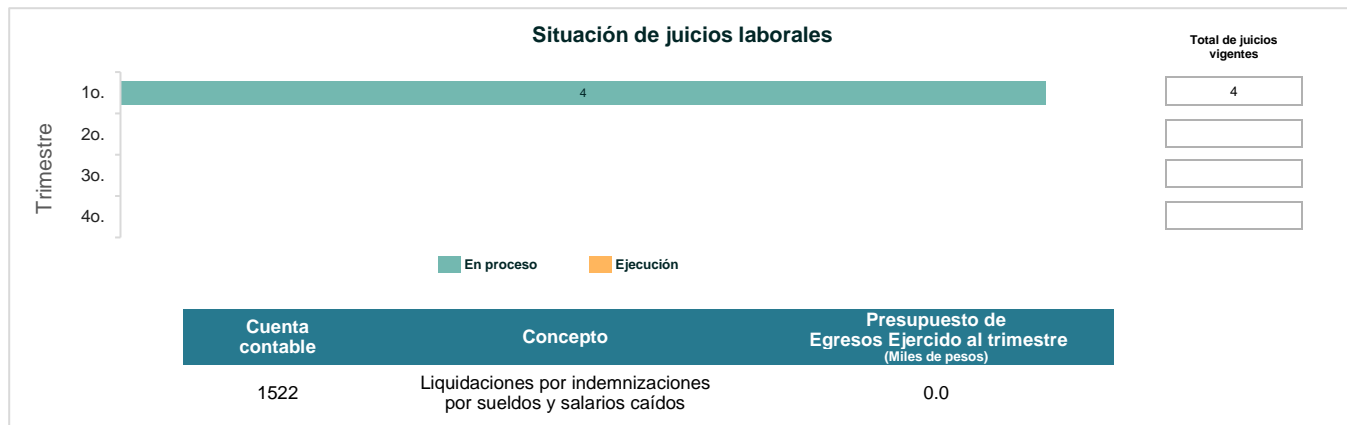 Situación de juicios laborales
Total de juicios
vigentes
Trimestre
1o.
4
4
2o.
3o.
4o.
En proceso
Ejecución
Cuenta
contable
Concepto
Presupuesto de
Egresos Ejercido al trimestre
(Miles de pesos)
1522
Liquidaciones por indemnizaciones
por sueldos y salarios caídos
0.0